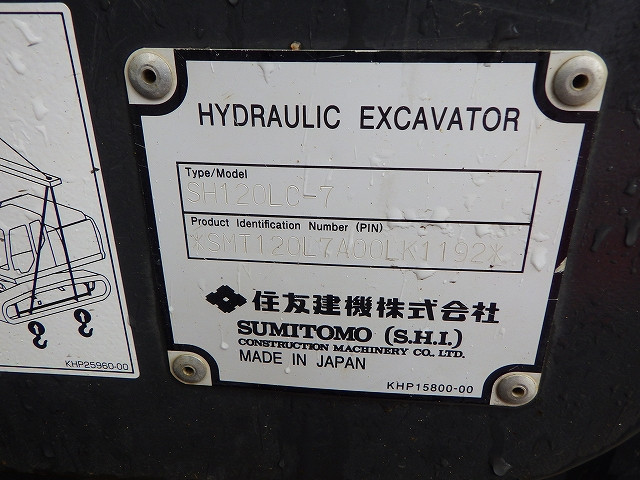 HYDRAULIC EXCAVATOR
Type/Model
SH120LC-7
Product Identification Number (PIN)
*SMT120L7A00LK1192*
住友建機株式会社
SUMITOMO (S.H.I.)
CONSTRUCTION MACHINERY CO., LTD.
MADE IN JAPAN
KHP15800-00
KHP25960-00